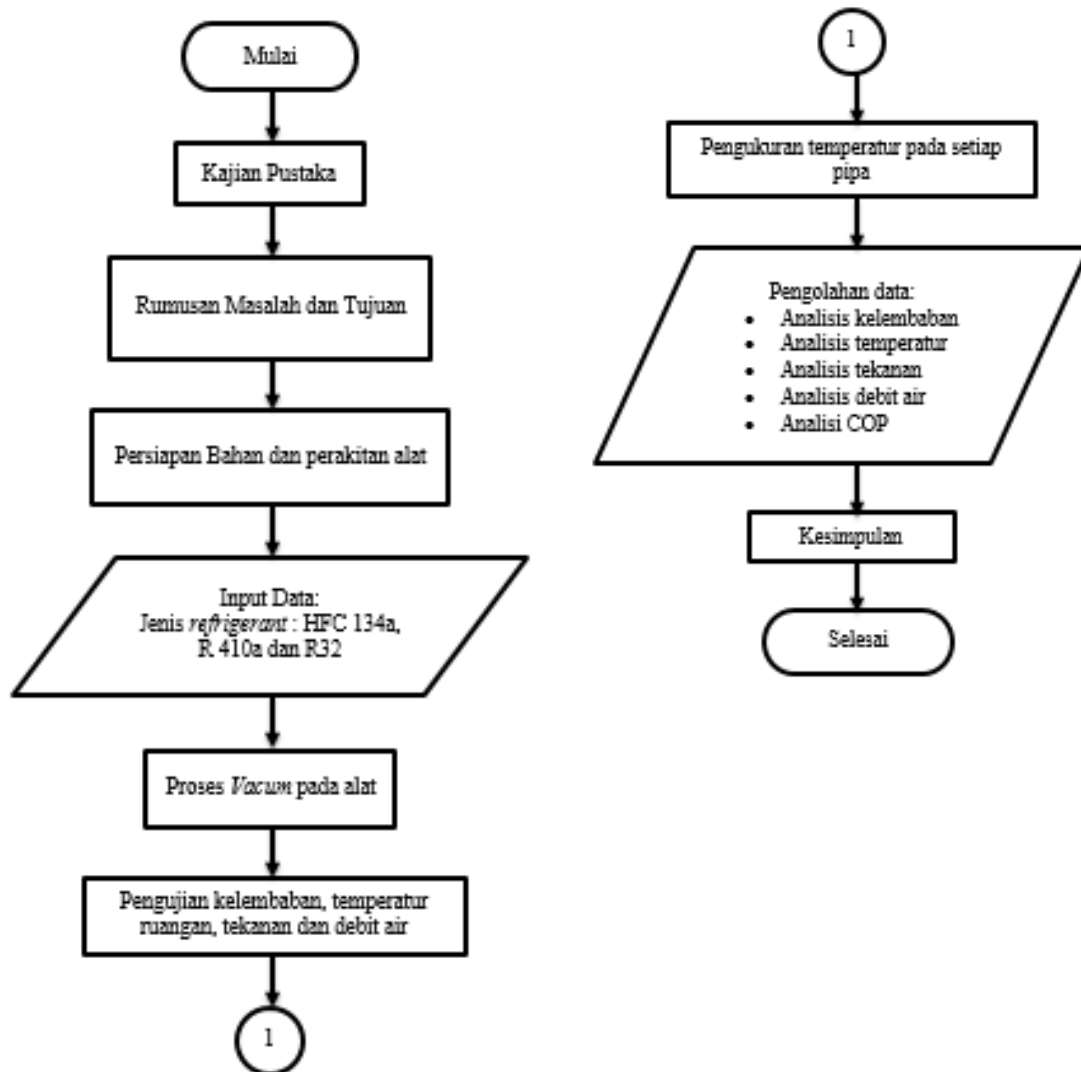 Mulai
Kajian Pustaka
Rumusan Masalah dan Tujuan
Persiapan Bahan dan perakitan alat
Input Data:
Jenis refrigerant : HFC 134a,
R 410a dan R32
Proses Vacum pada alat
Pengujian kelembaban, temperatur
ruangan, tekanan dan debit air
1
1
Pengukuran temperatur pada setiap
pipa
Pengolahan data:
• Analisis kelembaban
• Analisis temperatur
• Analisis tekanan
• Analisis debit air
• Analisi COP
Kesimpulan
Selesai